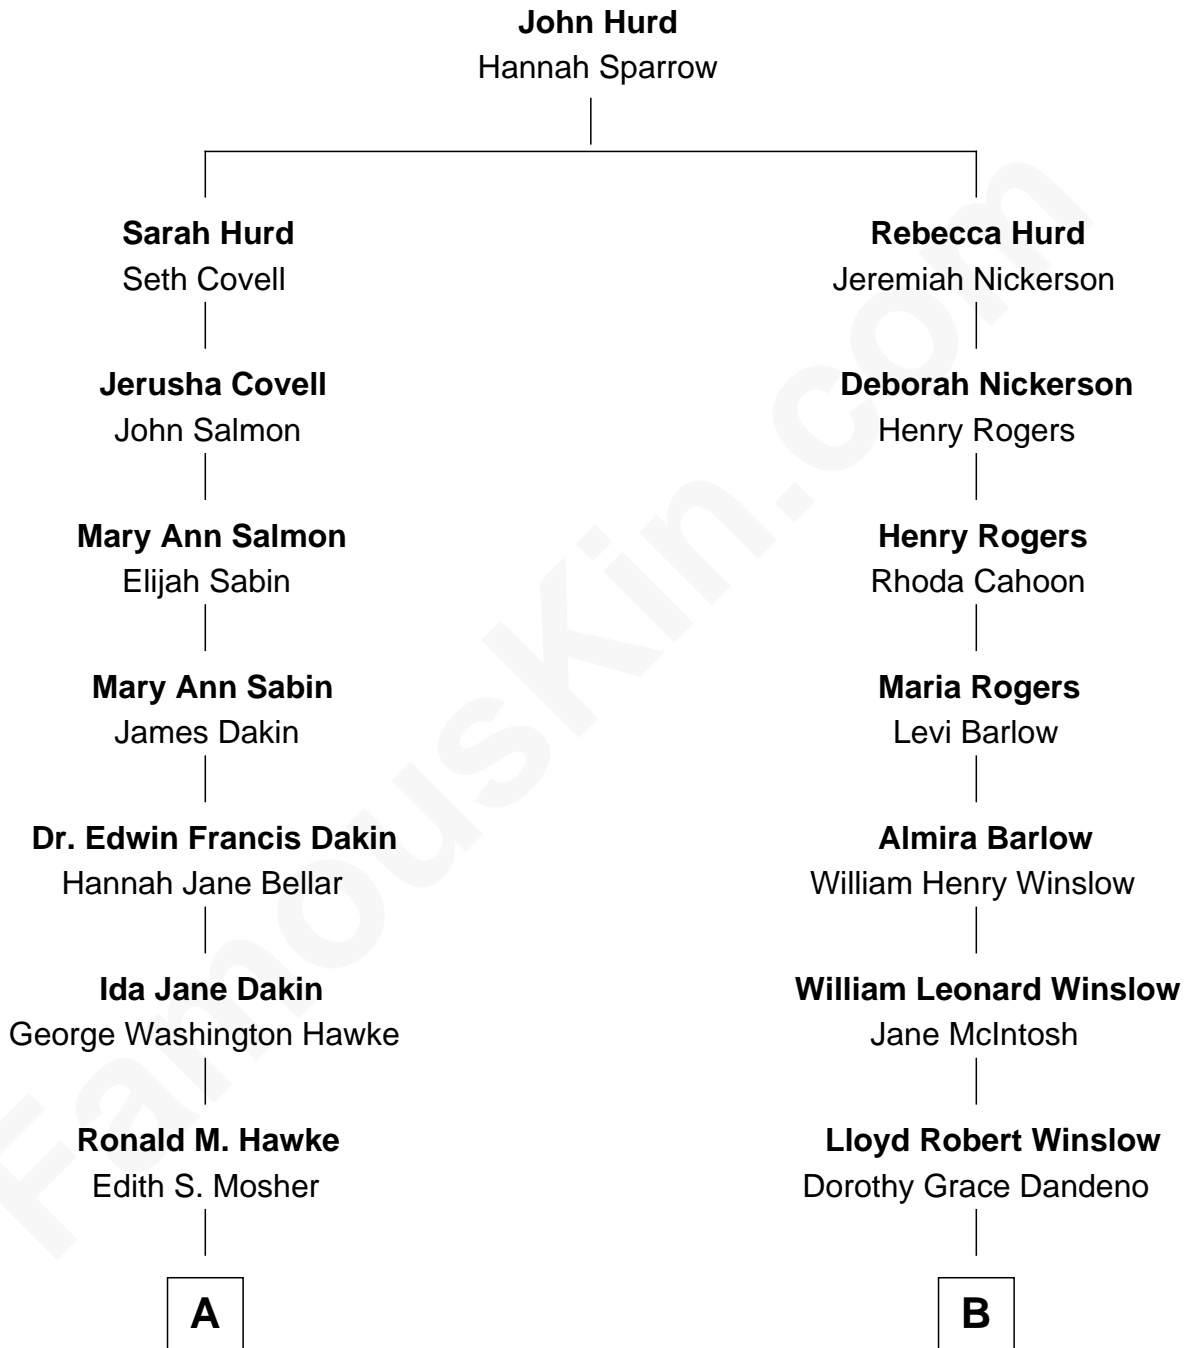 John Hurd
Hannah Sparrow
Sarah Hurd
Seth Covell
Rebecca Hurd
Jeremiah Nickerson
Jerusha Covell
John Salmon
Deborah Nickerson
Henry Rogers
Mary Ann Salmon
Elijah Sabin
Henry Rogers
Rhoda Cahoon
Mary Ann Sabin
James Dakin
Maria Rogers
Levi Barlow
Dr. Edwin Francis Dakin
Hannah Jane Bellar
Almira Barlow
William Henry Winslow
Ida Jane Dakin
George Washington Hawke
William Leonard Winslow
Jane McIntosh
Ronald M. Hawke
Edith S. Mosher
Lloyd Robert Winslow
Dorothy Grace Dandeno
A
B
FamousKin.com